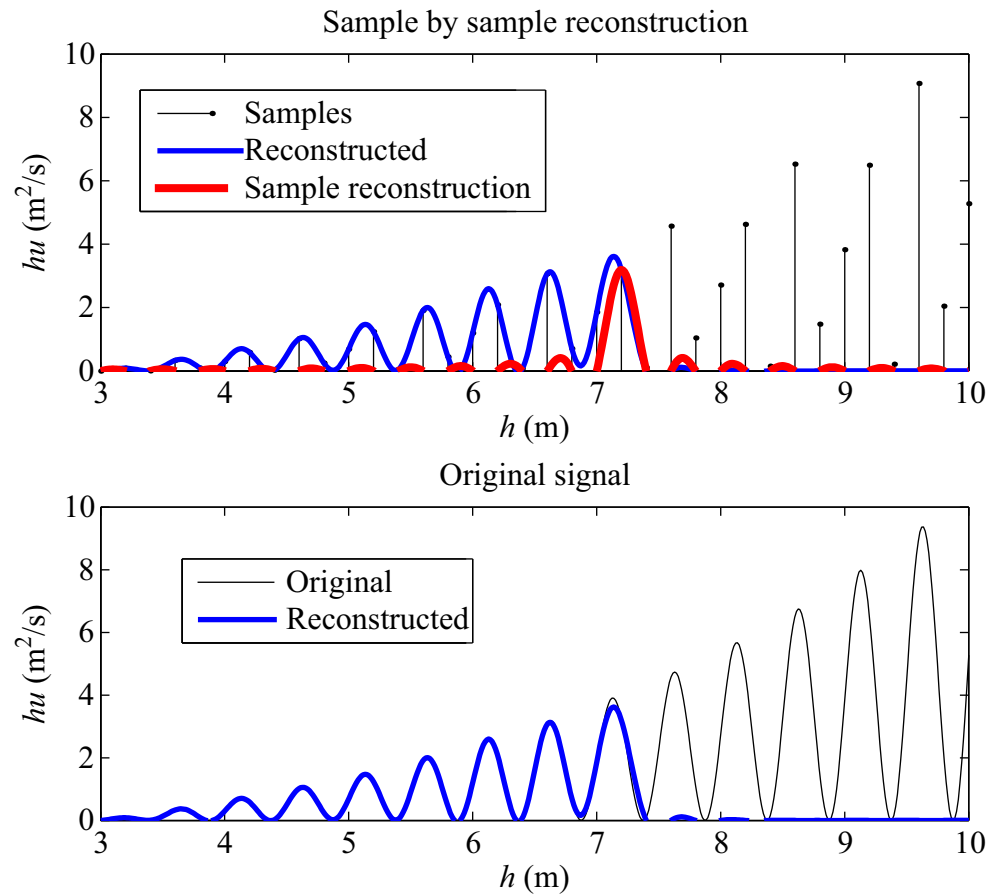 Sample by sample reconstruction
10
8
6
4
2
0
hu (m²/s)
Samples
Reconstructed
Sample reconstruction
3 4 5 6 7 8 9 10
h (m)
Original signal
10
8
6
4
2
0
hu (m²/s)
Original
Reconstructed
3 4 5 6 7 8 9 10
h (m)